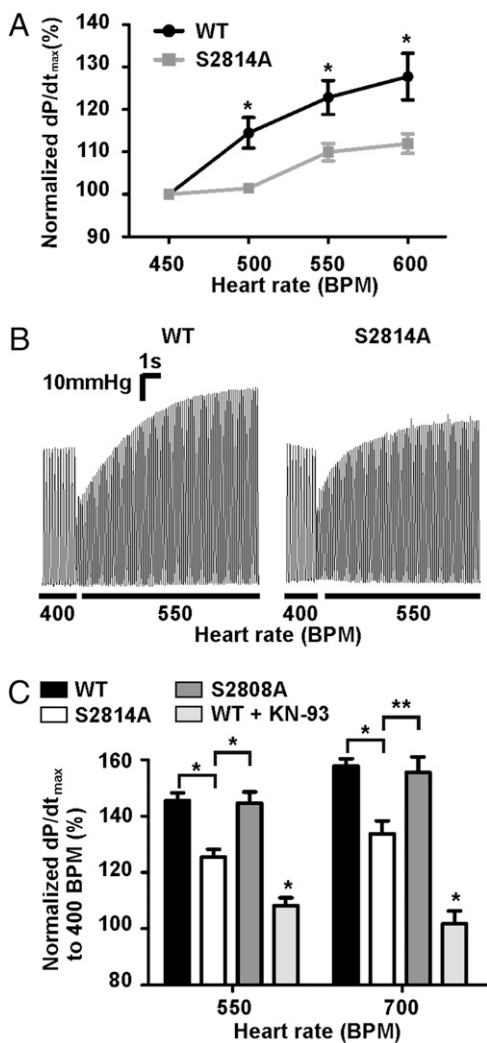 A
Normalized dP/dtmax(%)
WT
S2814A
140
130
120
110
100
90
*
*
*
450 500 550 600
Heart rate (BPM)
B
WT S2814A
1s
10mmHg
400 550 400 550
Heart rate (BPM)
C
WT S2808A
S2814A WT + KN-93
Normalized dP/dtmax
to 400 BPM (%)
160
140
120
100
80
* * * * ** *
550 700
Heart rate (BPM)